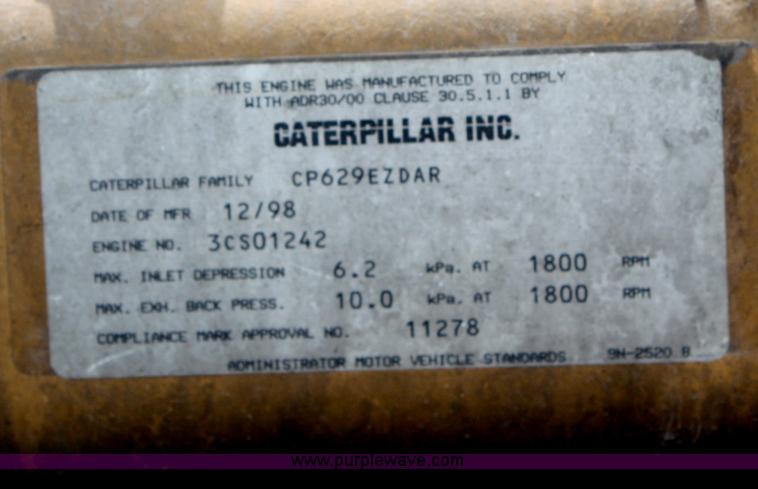 THIS ENGINE WAS MANUFACTURED TO COMPLY
WITH ADR30/00 CLAUSE 30.5.1.1 BY
CATERPILLAR INC.
CATERPILLAR FAMILY CP629EZDAR
DATE OF MFR 12/98
ENGINE NO. 3CS01242
MAX. INLET DEPRESSION 6.2 kPa. AT 1800 RPM
MAX. EXH. BACK PRESS. 10.0 kPa. AT 1800 RPM
COMPLIANCE MARK APPROVAL NO. 11278
ADMINISTRATOR MOTOR VEHICLE STANDARDS 9N-2520 8
www.purplewave.com